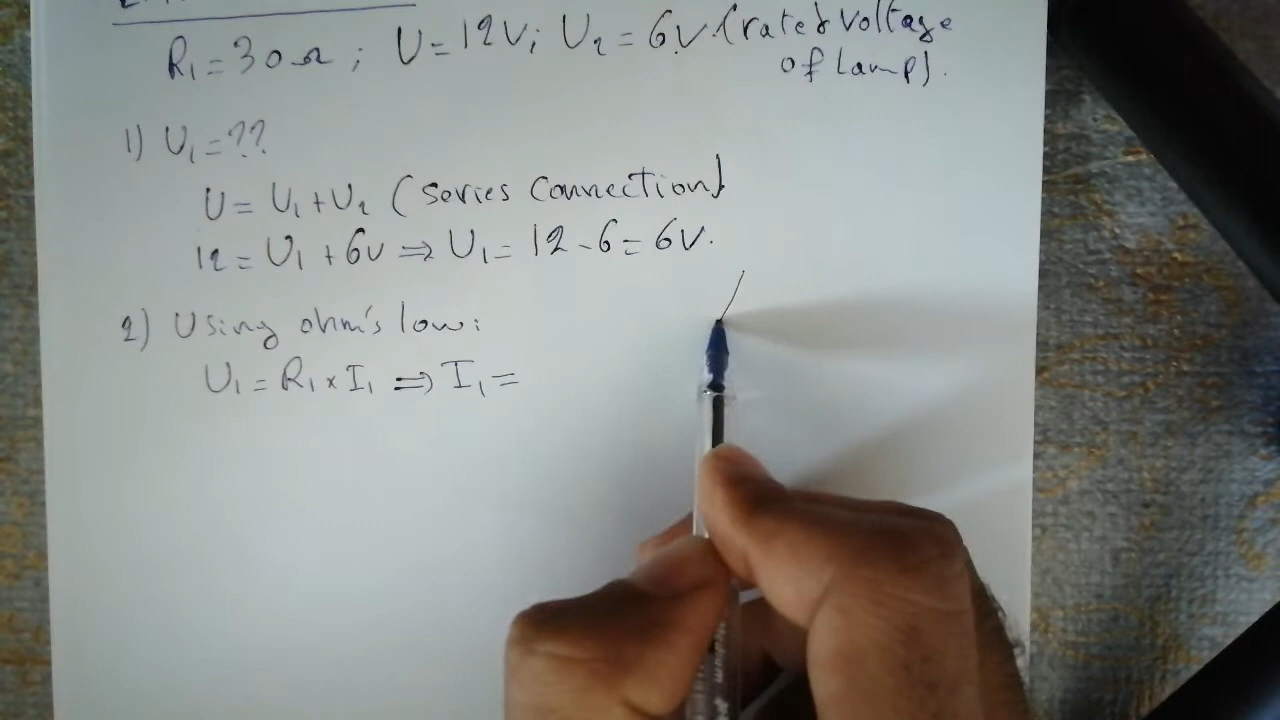 R₁ = 30Ω ; U = 12V ; U₂ = 6V. (rated voltage
of lamp).
1) U₁ = ??
U = U₁ + U₂ (series connection)
12 = U₁ + 6V ⇒ U₁ = 12 - 6 = 6V.
2) Using ohm's low:
U₁ = R₁ × I₁ ⇒ I₁ =